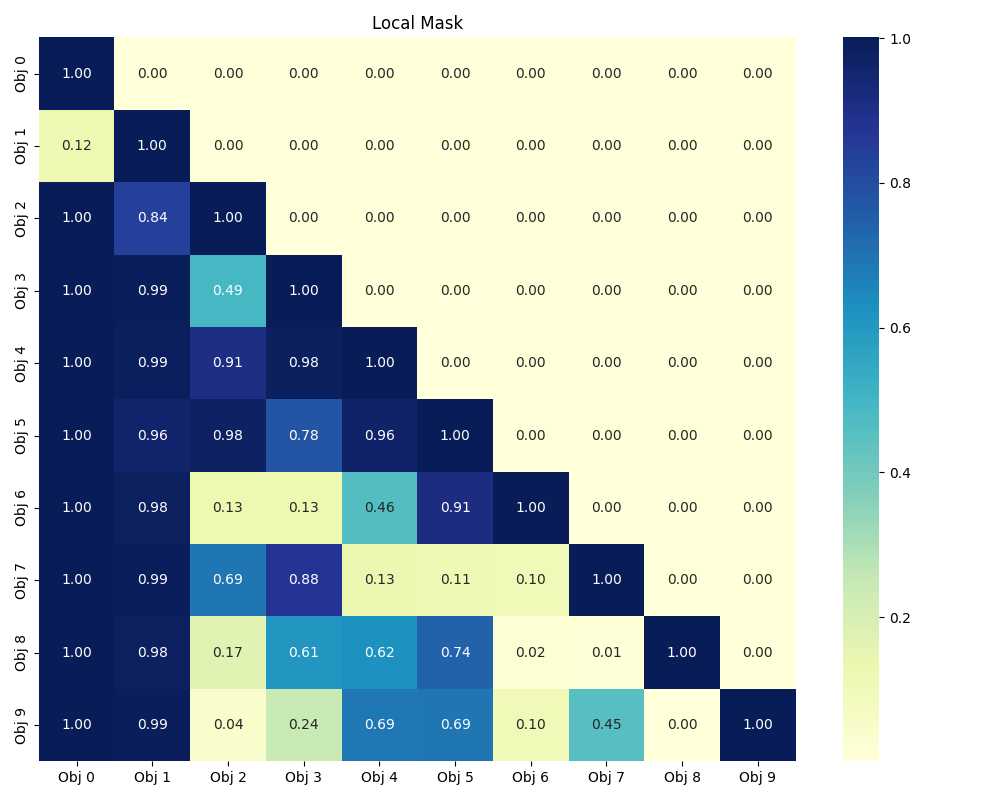 Local Mask
Obj 0 1.00 0.00 0.00 0.00 0.00 0.00 0.00 0.00 0.00 0.00
Obj 1 0.12 1.00 0.00 0.00 0.00 0.00 0.00 0.00 0.00 0.00
Obj 2 1.00 0.84 1.00 0.00 0.00 0.00 0.00 0.00 0.00 0.00
Obj 3 1.00 0.99 0.49 1.00 0.00 0.00 0.00 0.00 0.00 0.00
Obj 4 1.00 0.99 0.91 0.98 1.00 0.00 0.00 0.00 0.00 0.00
Obj 5 1.00 0.96 0.98 0.78 0.96 1.00 0.00 0.00 0.00 0.00
Obj 6 1.00 0.98 0.13 0.13 0.46 0.91 1.00 0.00 0.00 0.00
Obj 7 1.00 0.99 0.69 0.88 0.13 0.11 0.10 1.00 0.00 0.00
Obj 8 1.00 0.98 0.17 0.61 0.62 0.74 0.02 0.01 1.00 0.00
Obj 9 1.00 0.99 0.04 0.24 0.69 0.69 0.10 0.45 0.00 1.00
Obj 0 Obj 1 Obj 2 Obj 3 Obj 4 Obj 5 Obj 6 Obj 7 Obj 8 Obj 9
1.0
0.8
0.6
0.4
0.2